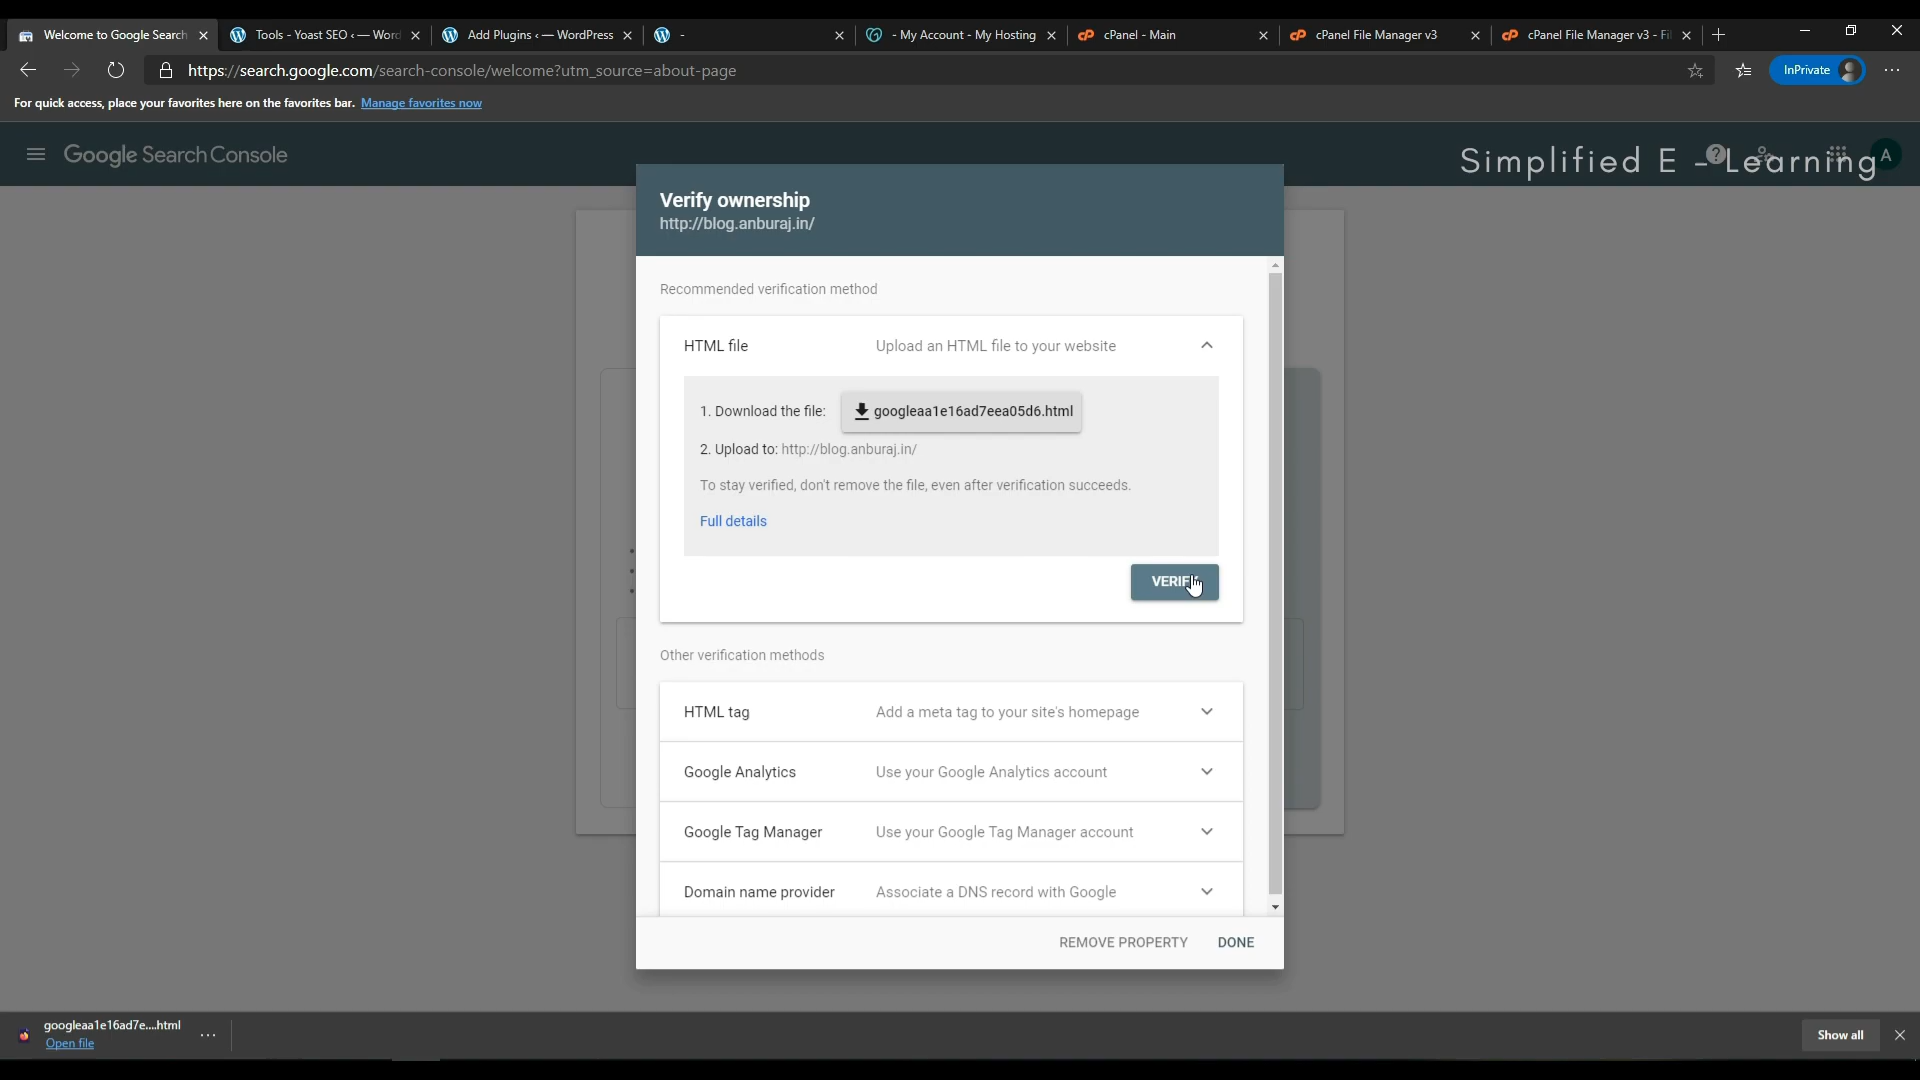 Welcome to Google Search
Tools - Yoast SEO ‹ — Word
Add Plugins ‹ — WordPress
-
- My Account - My Hosting
cPanel - Main
cPanel File Manager v3
cPanel File Manager v3 - Fi
https://search.google.com/search-console/welcome?utm_source=about-page
InPrivate
For quick access, place your favorites here on the favorites bar. Manage favorites now
Google Search Console
Simplified E - Learning
A
Verify ownership
http://blog.anburaj.in/
Recommended verification method
HTML file Upload an HTML file to your website
1. Download the file: googleaa1e16ad7eea05d6.html
2. Upload to: http://blog.anburaj.in/
To stay verified, don't remove the file, even after verification succeeds.
Full details
VERIFY
Other verification methods
HTML tag Add a meta tag to your site's homepage
Google Analytics Use your Google Analytics account
Google Tag Manager Use your Google Tag Manager account
Domain name provider Associate a DNS record with Google
REMOVE PROPERTY DONE
googleaa1e16ad7e....html
Open file
Show all